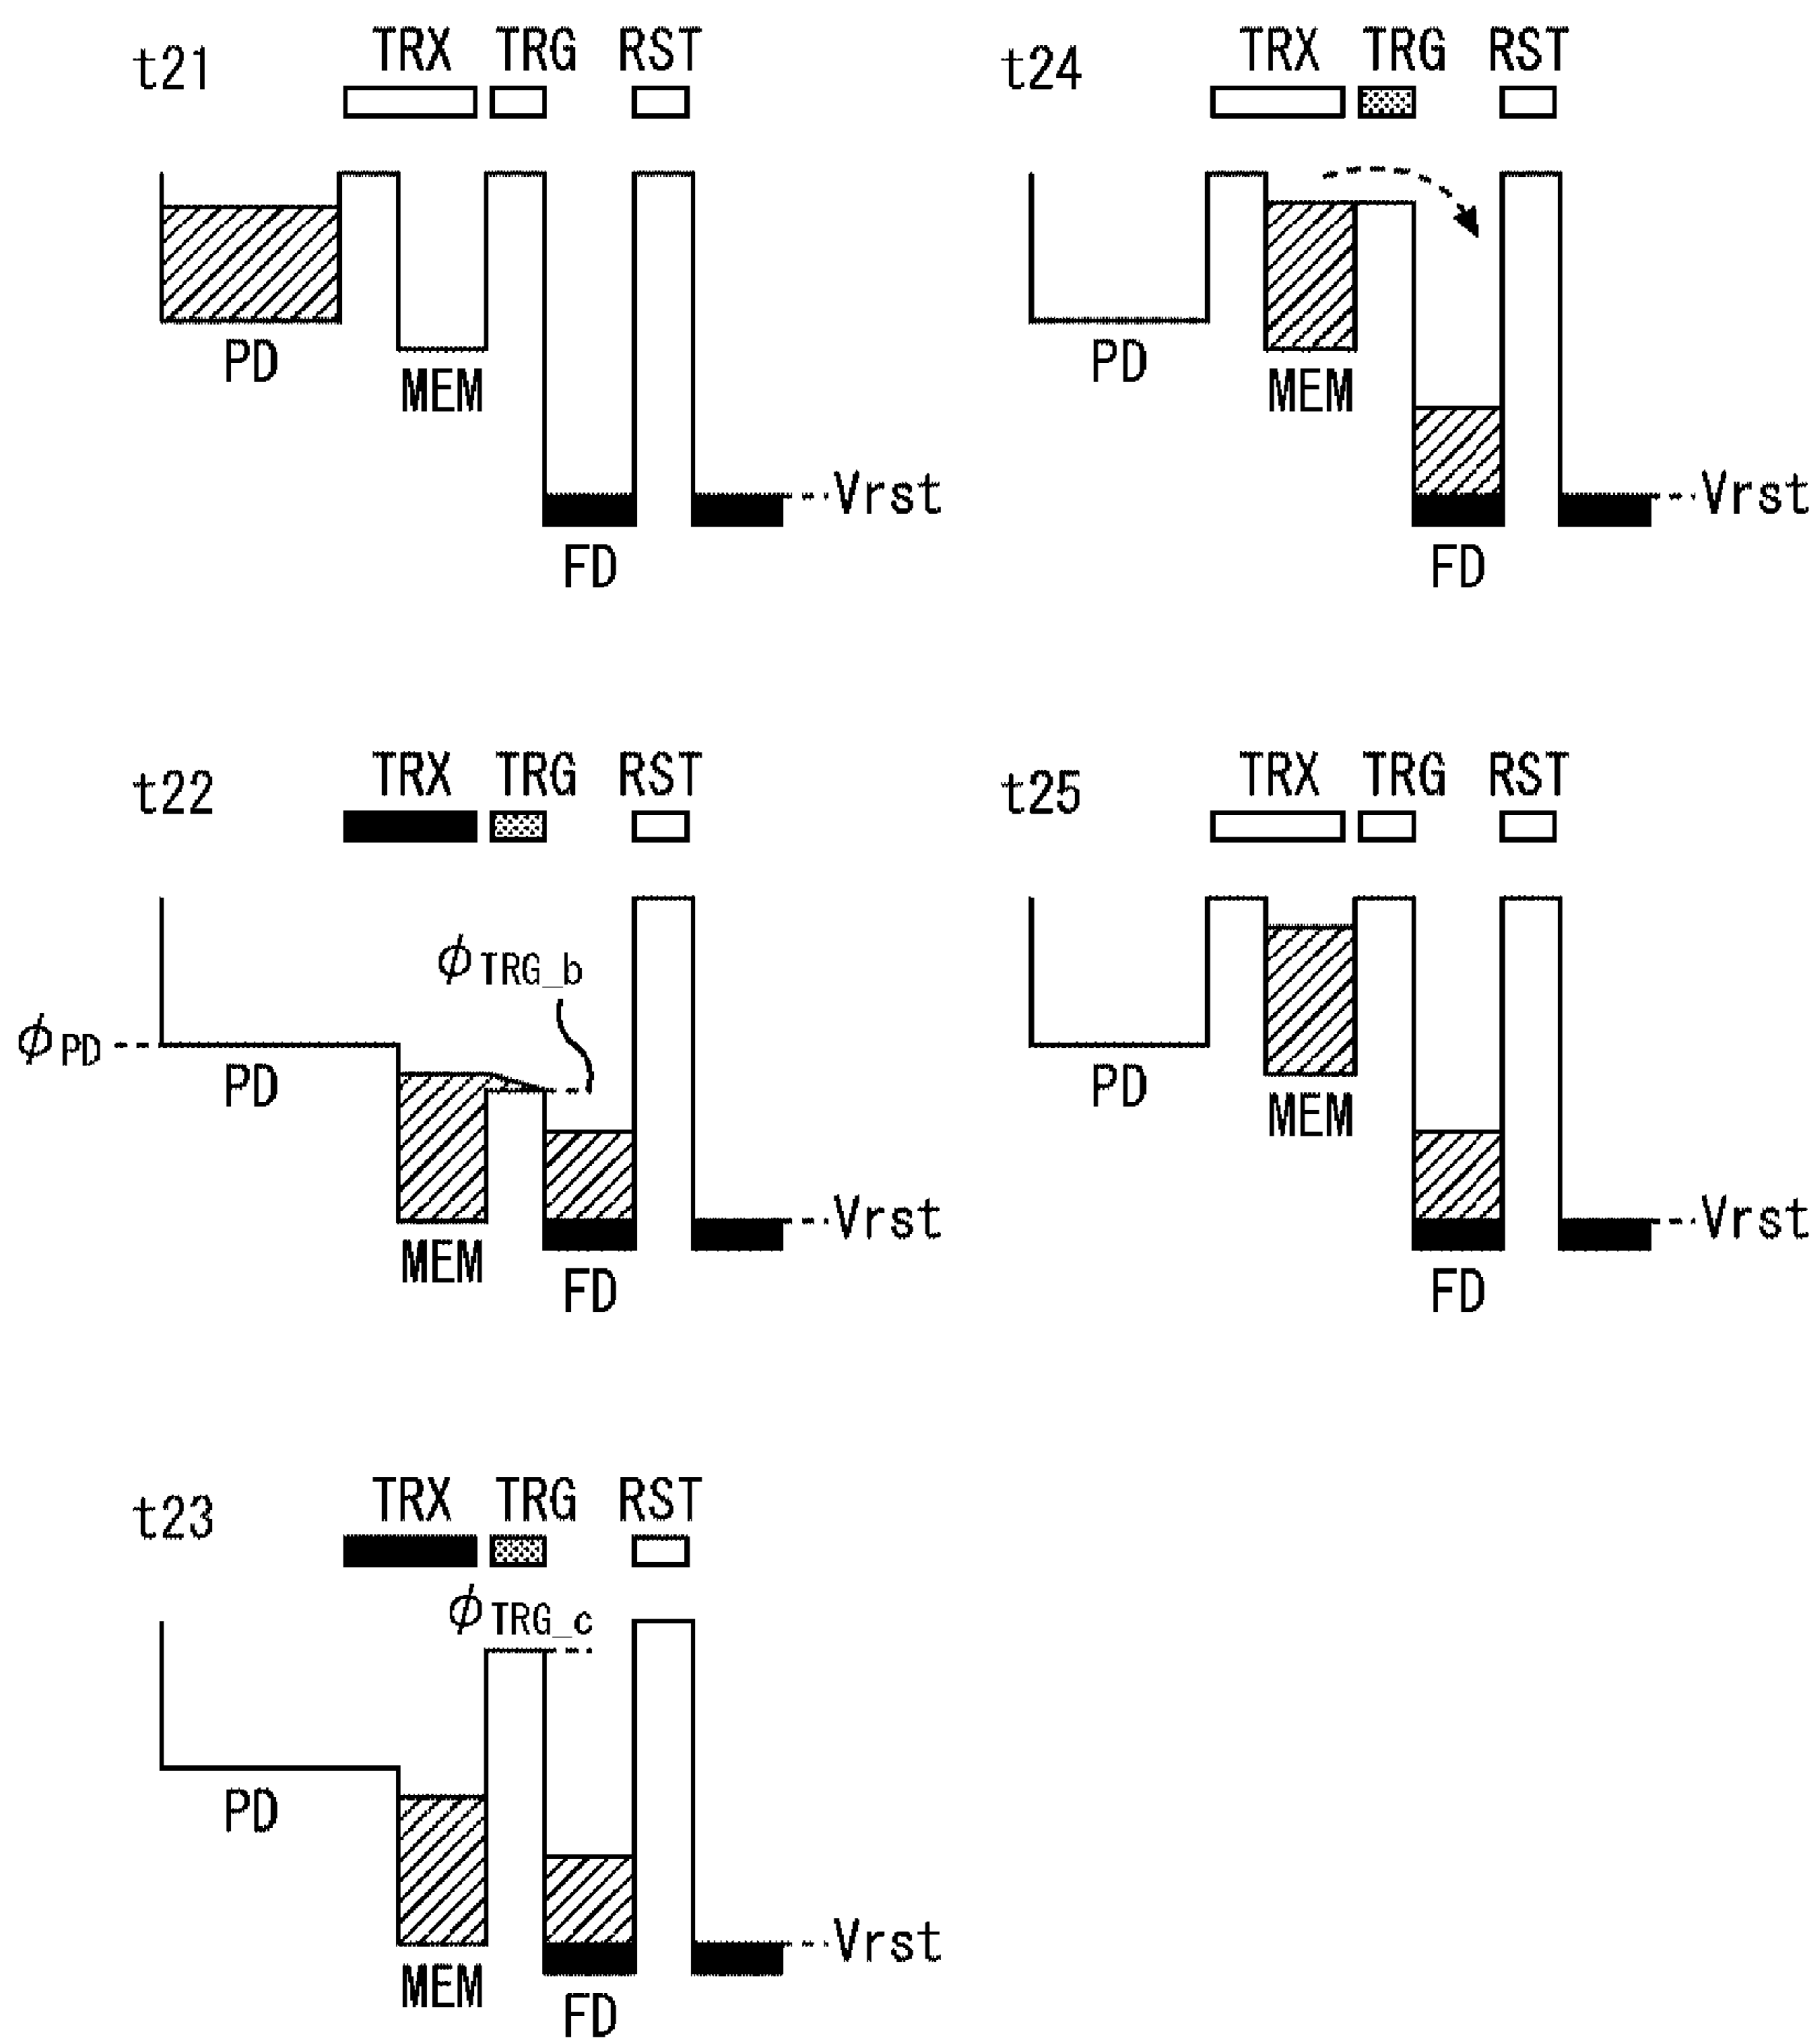 t21 TRX TRG RST
PD
MEM
Vrst
FD
t24 TRX TRG RST
PD
MEM
Vrst
FD
t22 TRX TRG RST
ϕTRG_b
ϕPD
PD
Vrst
MEM
FD
t25 TRX TRG RST
PD
MEM
Vrst
FD
t23 TRX TRG RST
ϕTRG_c
PD
Vrst
MEM
FD